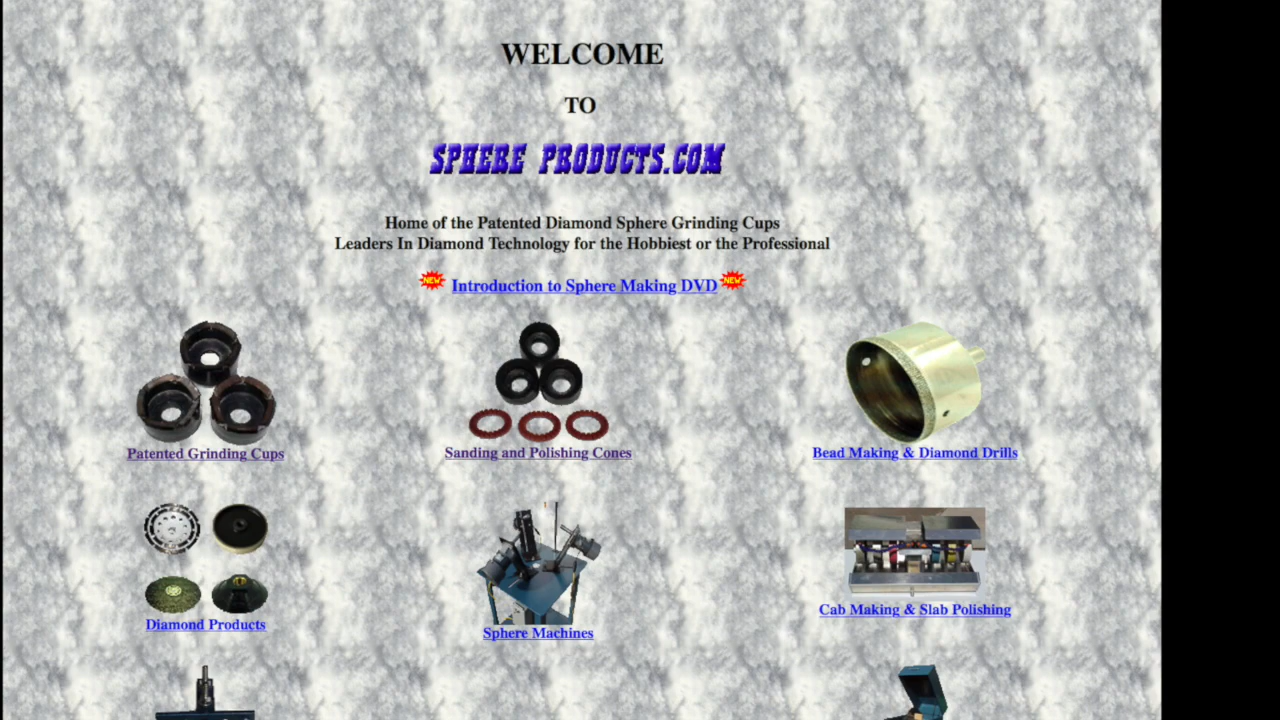 WELCOME
TO
SPHERE PRODUCTS.COM
Home of the Patented Diamond Sphere Grinding Cups
Leaders In Diamond Technology for the Hobbiest or the Professional
NEW Introduction to Sphere Making DVD NEW
Patented Grinding Cups
Sanding and Polishing Cones
Bead Making & Diamond Drills
Diamond Products
Sphere Machines
Cab Making & Slab Polishing